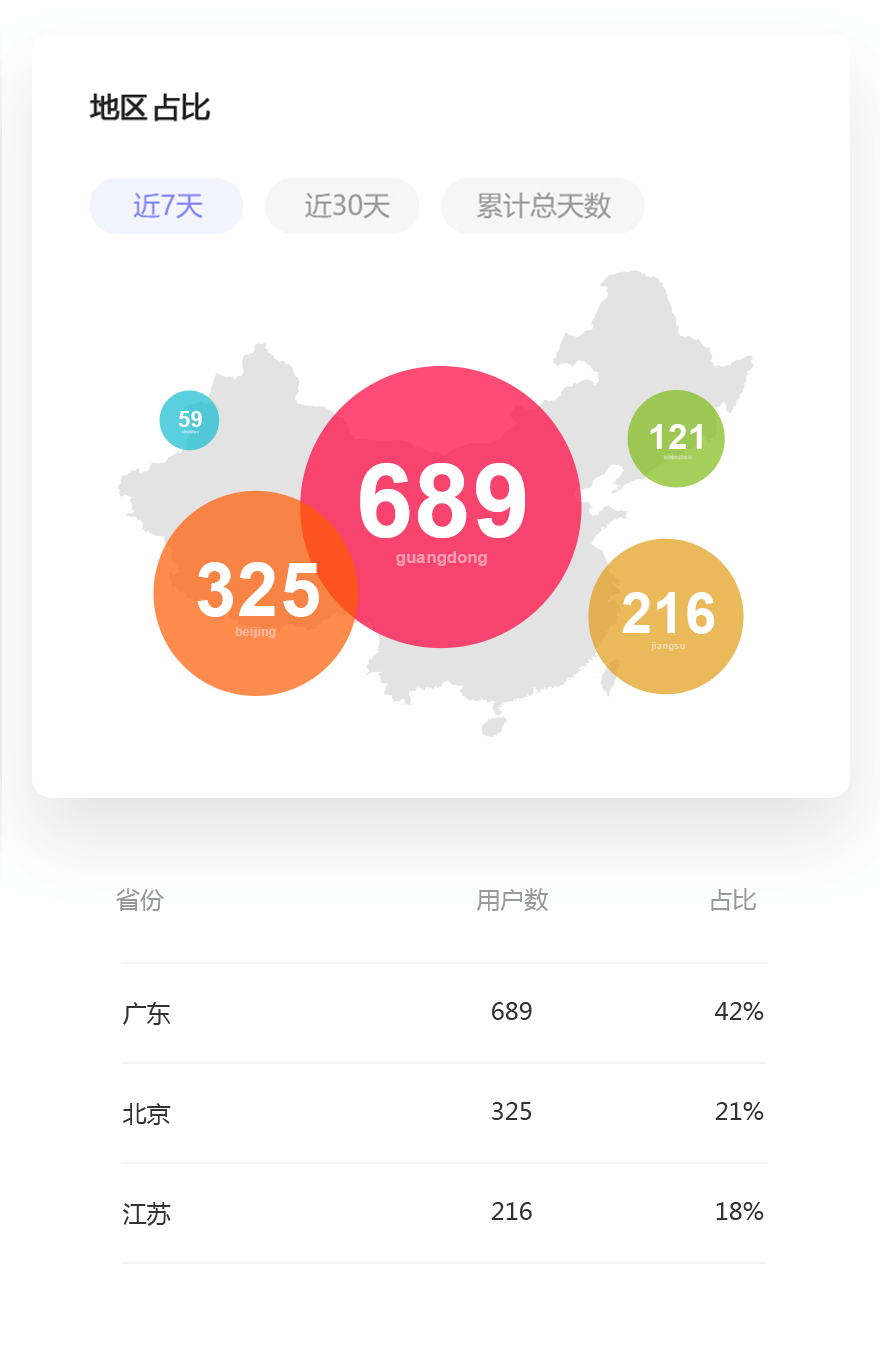 地区占比
近7天 近30天 累计总天数
59
689
guangdong
121
325
beijing
216
jiangsu
省份 用户数 占比
广东 689 42%
北京 325 21%
江苏 216 18%